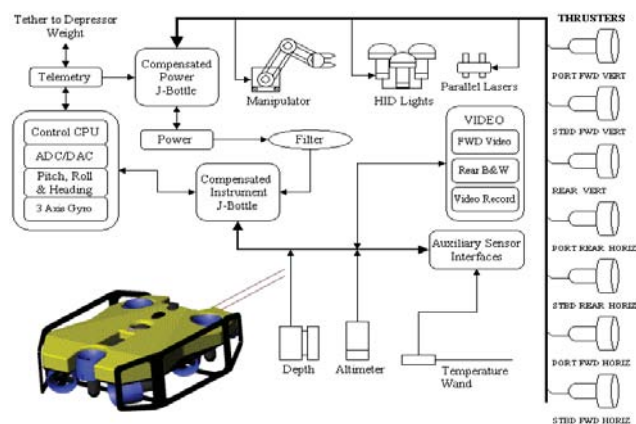 Tether to Depressor
Weight
Telemetry
Control CPU
ADC/DAC
Pitch, Roll
& Heading
3 Axis Gyro
Compensated
Power
J-Bottle
Power
Filter
Compensated
Instrument
J-Bottle
Manipulator
HID Lights
Parallel Lasers
VIDEO
FWD Video
Rear B&W
Video Record
Auxiliary Sensor
Interfaces
Depth
Altimeter
Temperature
Wand
THRUSTERS
PORT FWD VERT
STBD FWD VERT
REAR VERT
PORT REAR HORIZ
STBD REAR HORIZ
PORT FWD HORIZ
STBD FWD HORIZ